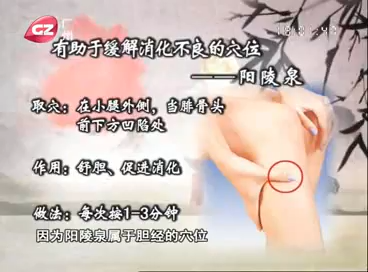 GZ
有助于缓解消化不良的穴位
——阳陵泉
取穴：在小腿外侧，当腓骨头
前下方凹陷处
作用：舒胆、促进消化
做法：每次按1-3分钟
因为阳陵泉属于胆经的穴位